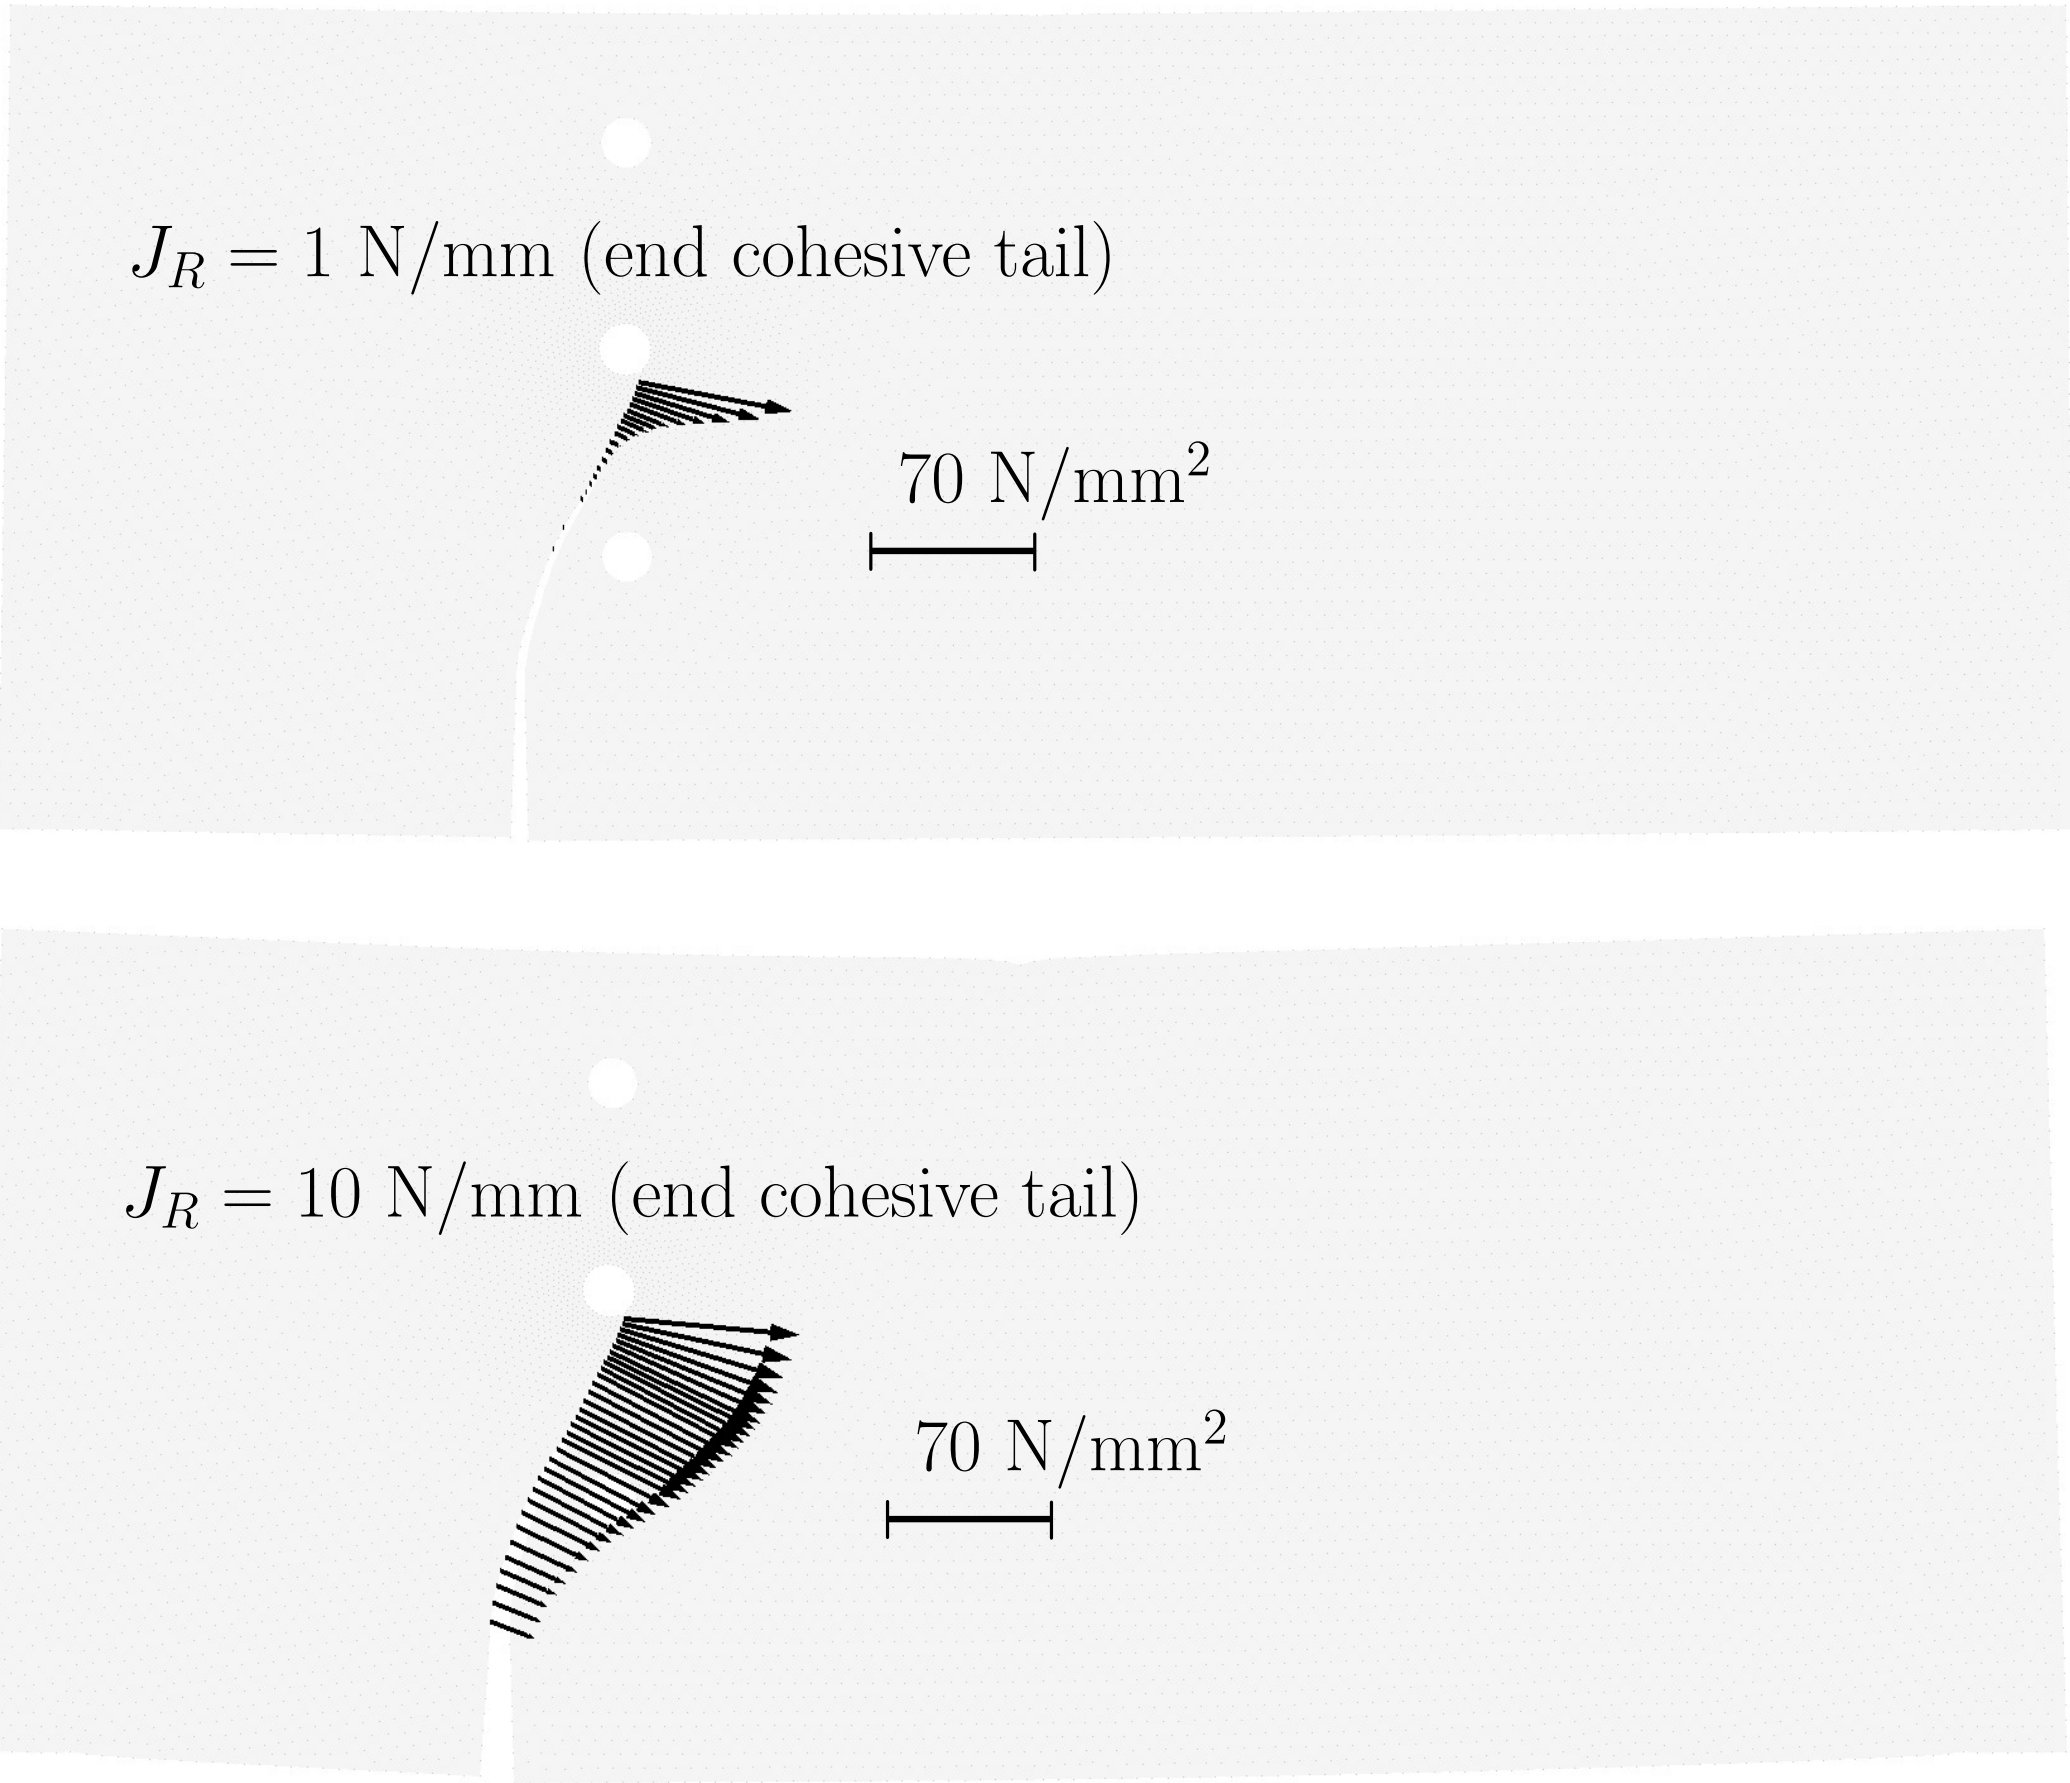 J_R = 1 N/mm (end cohesive tail)
70 N/mm²
J_R = 10 N/mm (end cohesive tail)
70 N/mm²